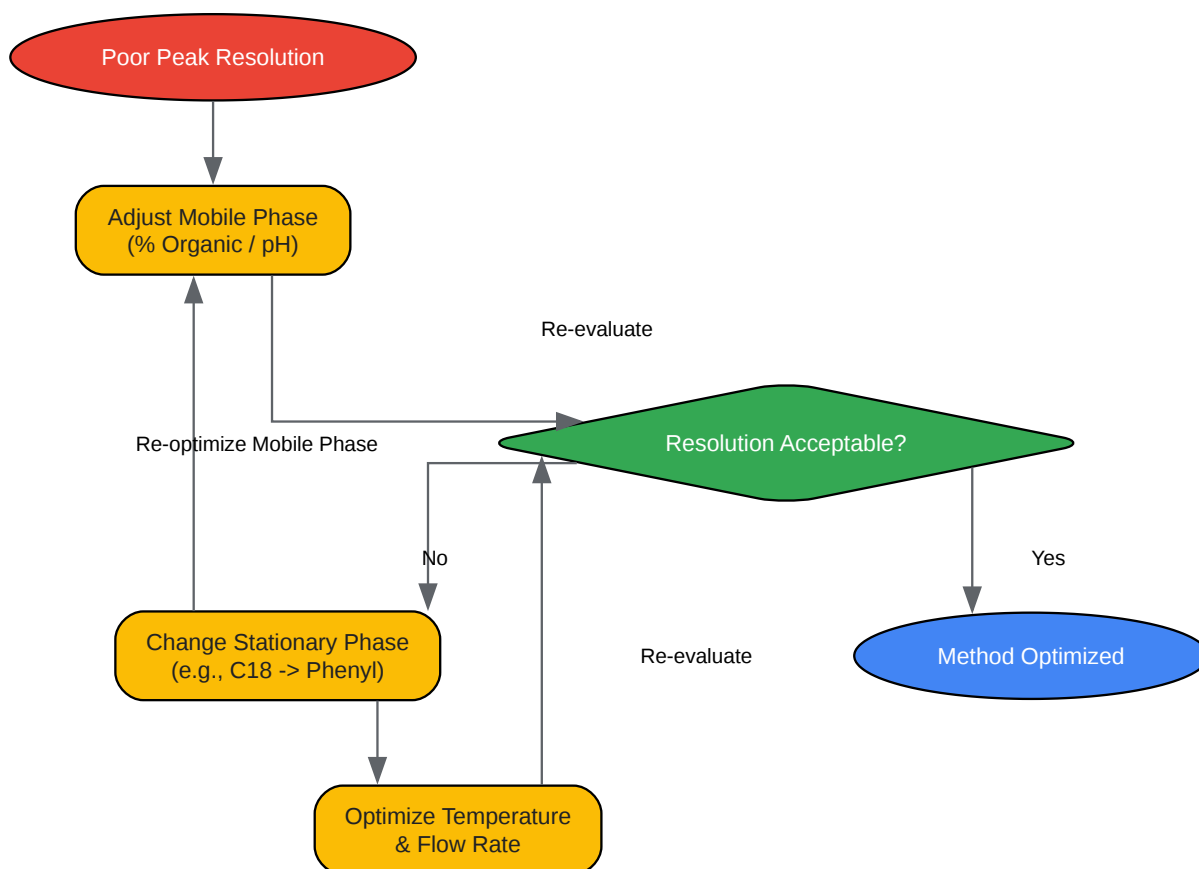 Poor Peak Resolution
Adjust Mobile Phase
(% Organic / pH)
Re-evaluate
Re-optimize Mobile Phase
Resolution Acceptable?
No
Yes
Change Stationary Phase
(e.g., C18 -> Phenyl)
Re-evaluate
Method Optimized
Optimize Temperature
& Flow Rate